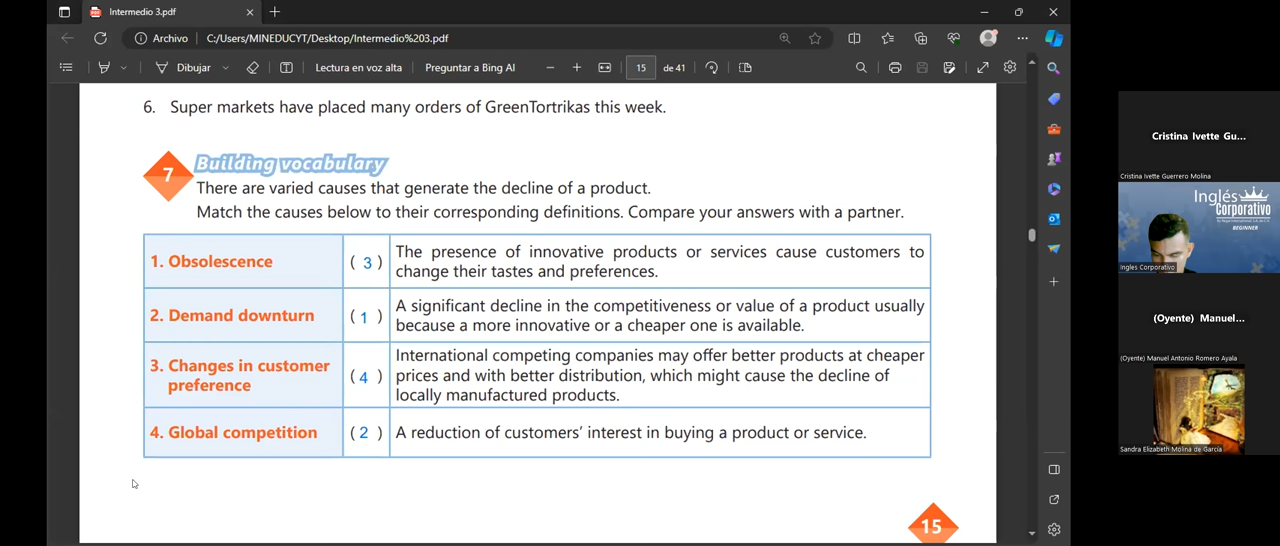 Intermedio 3.pdf
Archivo
C:/Users/MINEDUCYT/Desktop/Intermedio%203.pdf
Dibujar
Lectura en voz alta
Preguntar a Bing AI
15
de 41
6. Super markets have placed many orders of GreenTortrikas this week.
7
Building vocabulary
There are varied causes that generate the decline of a product.
Match the causes below to their corresponding definitions. Compare your answers with a partner.
1. Obsolescence
( 3 )
The presence of innovative products or services cause customers to
change their tastes and preferences.
2. Demand downturn
( 1 )
A significant decline in the competitiveness or value of a product usually
because a more innovative or a cheaper one is available.
3. Changes in customer
preference
( 4 )
International competing companies may offer better products at cheaper
prices and with better distribution, which might cause the decline of
locally manufactured products.
4. Global competition
( 2 )
A reduction of customers' interest in buying a product or service.
15
Cristina Ivette Gu...
Cristina Ivette Guerrero Molina
Inglés
Corporativo
BEGINNER
Ingles Corporativo
(Oyente) Manuel...
(Oyente) Manuel Antonio Romero Ayala
Sandra Elizabeth Molina de Garcia